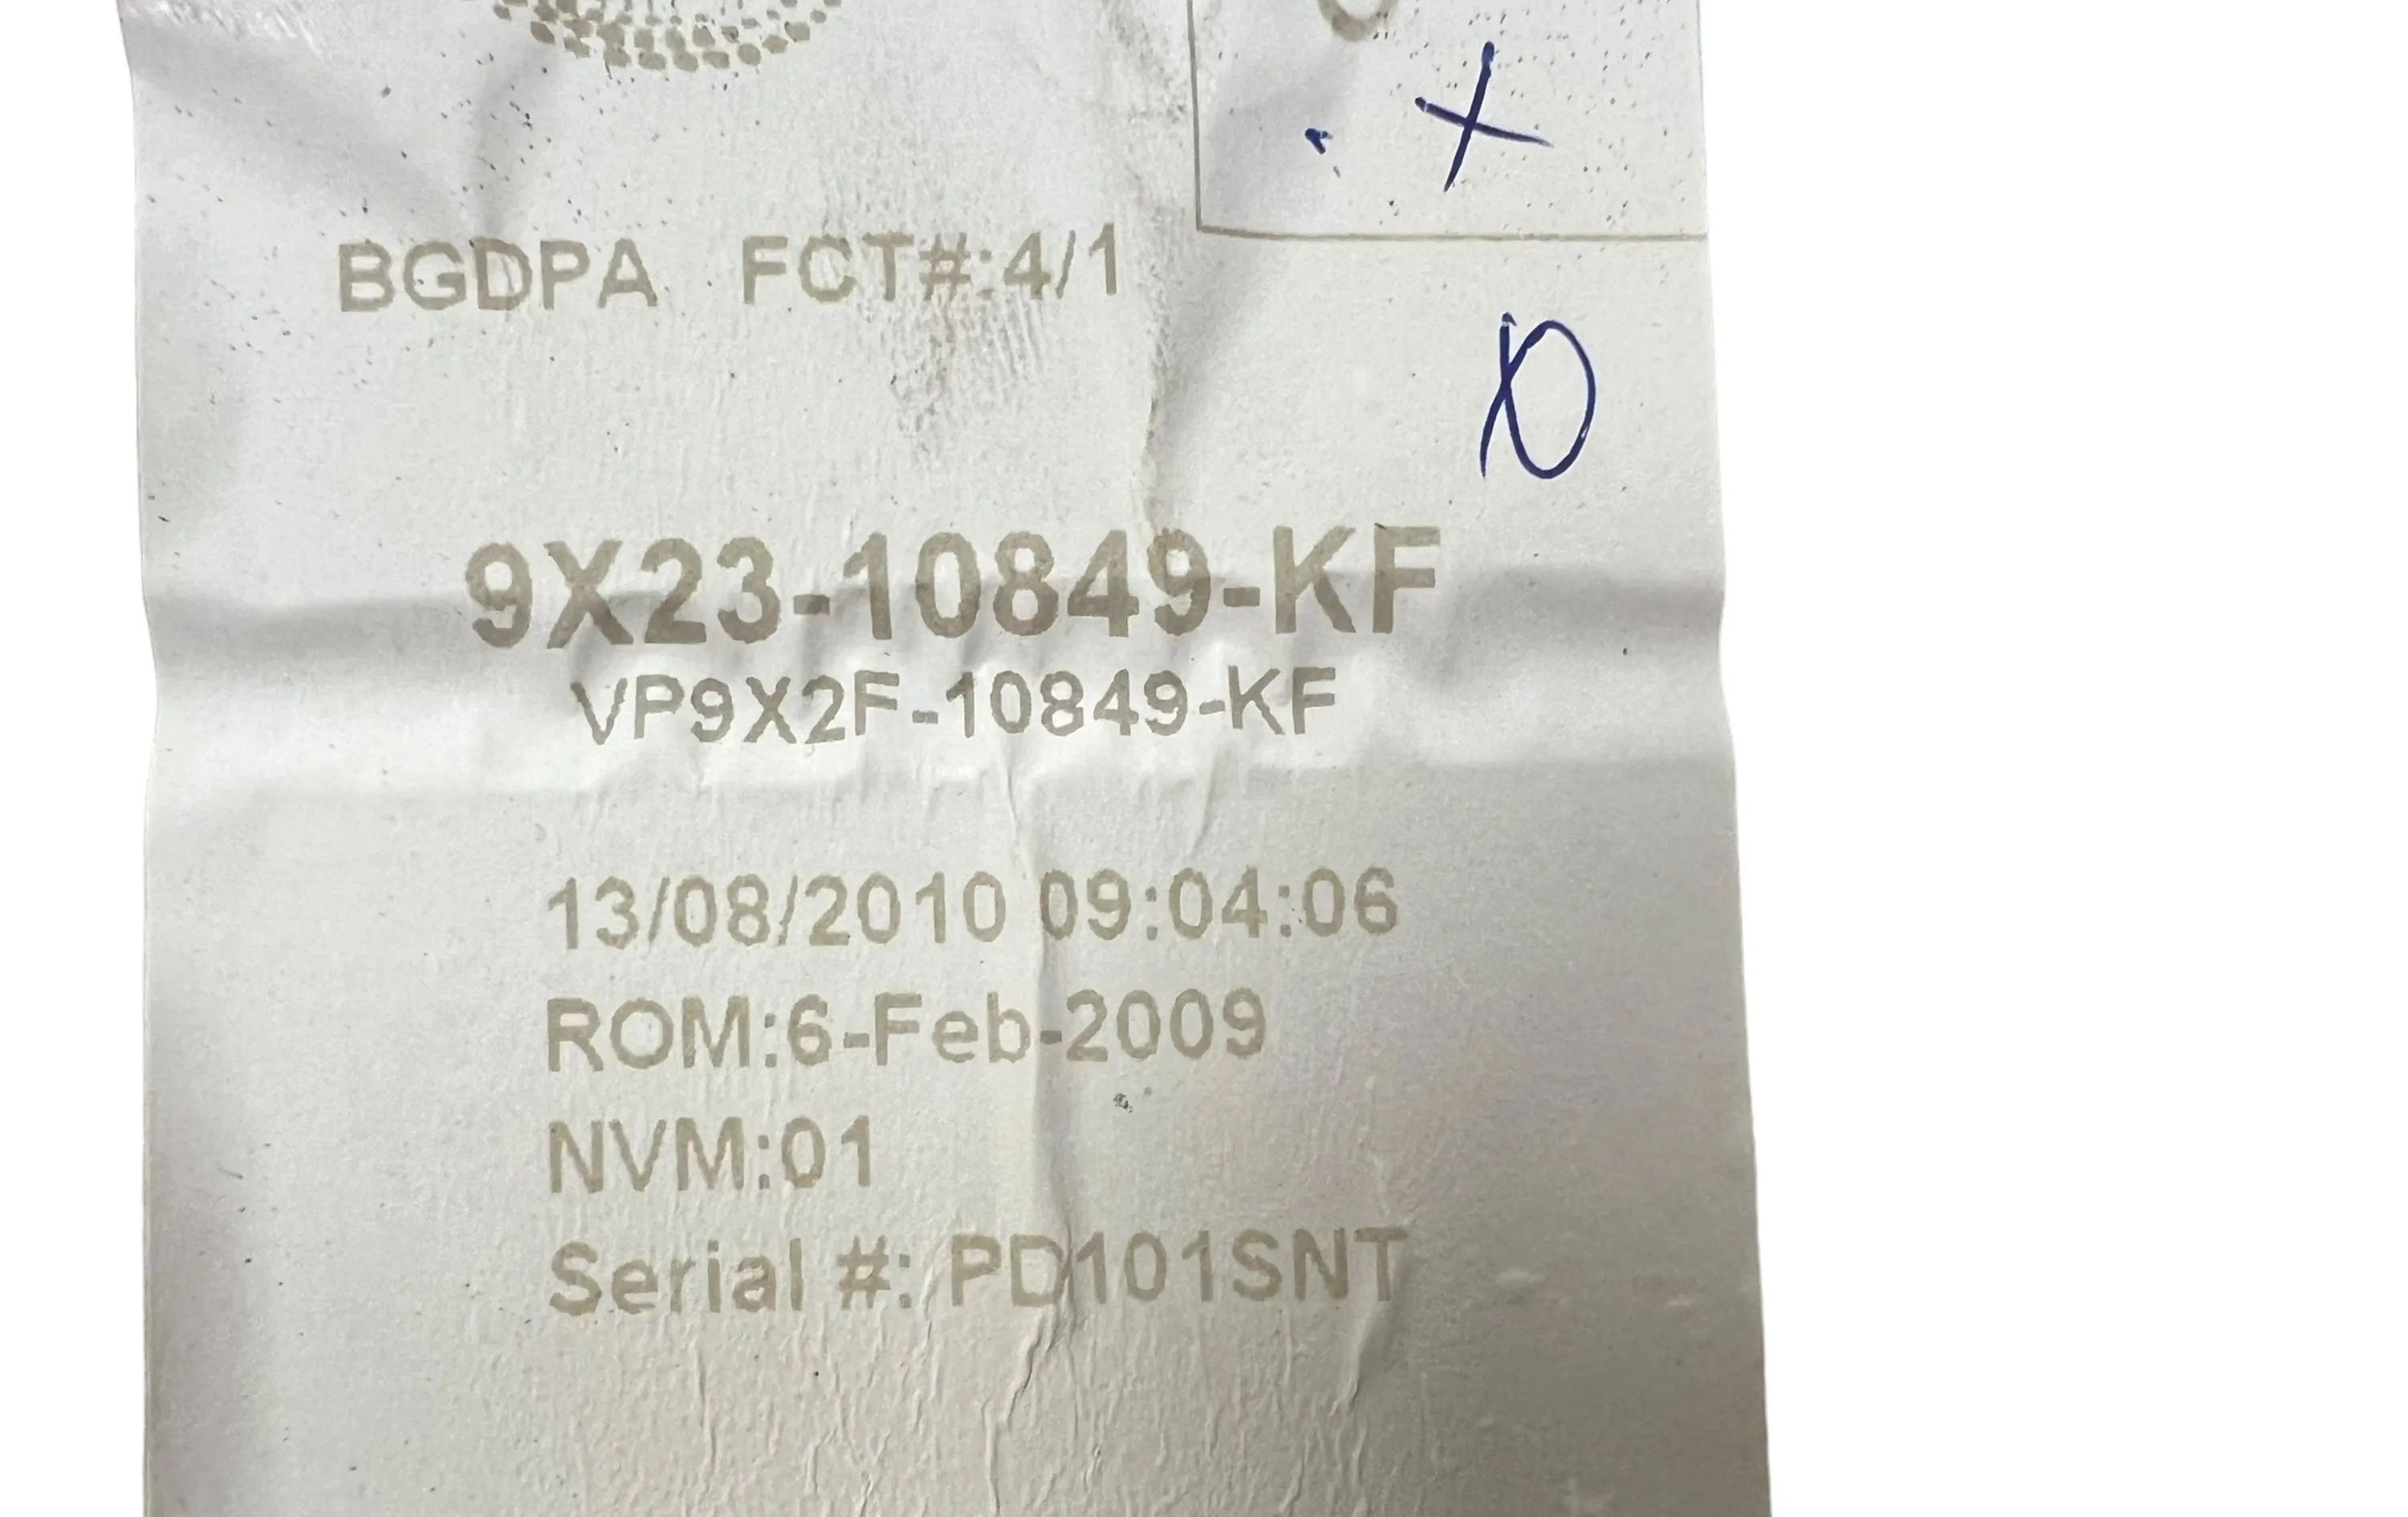 BGDPA FCT#:4/1
9X23-10849-KF
VP9X2F-10849-KF
13/08/2010 09:04:06
ROM:6-Feb-2009
NVM:01
Serial #: PD101SNT